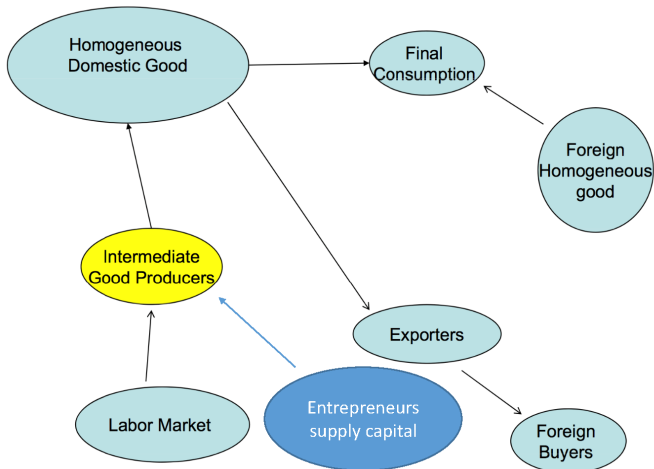 Homogeneous
Domestic Good
Final
Consumption
Foreign
Homogeneous
good
Intermediate
Good Producers
Exporters
Entrepreneurs
supply capital
Labor Market
Foreign
Buyers